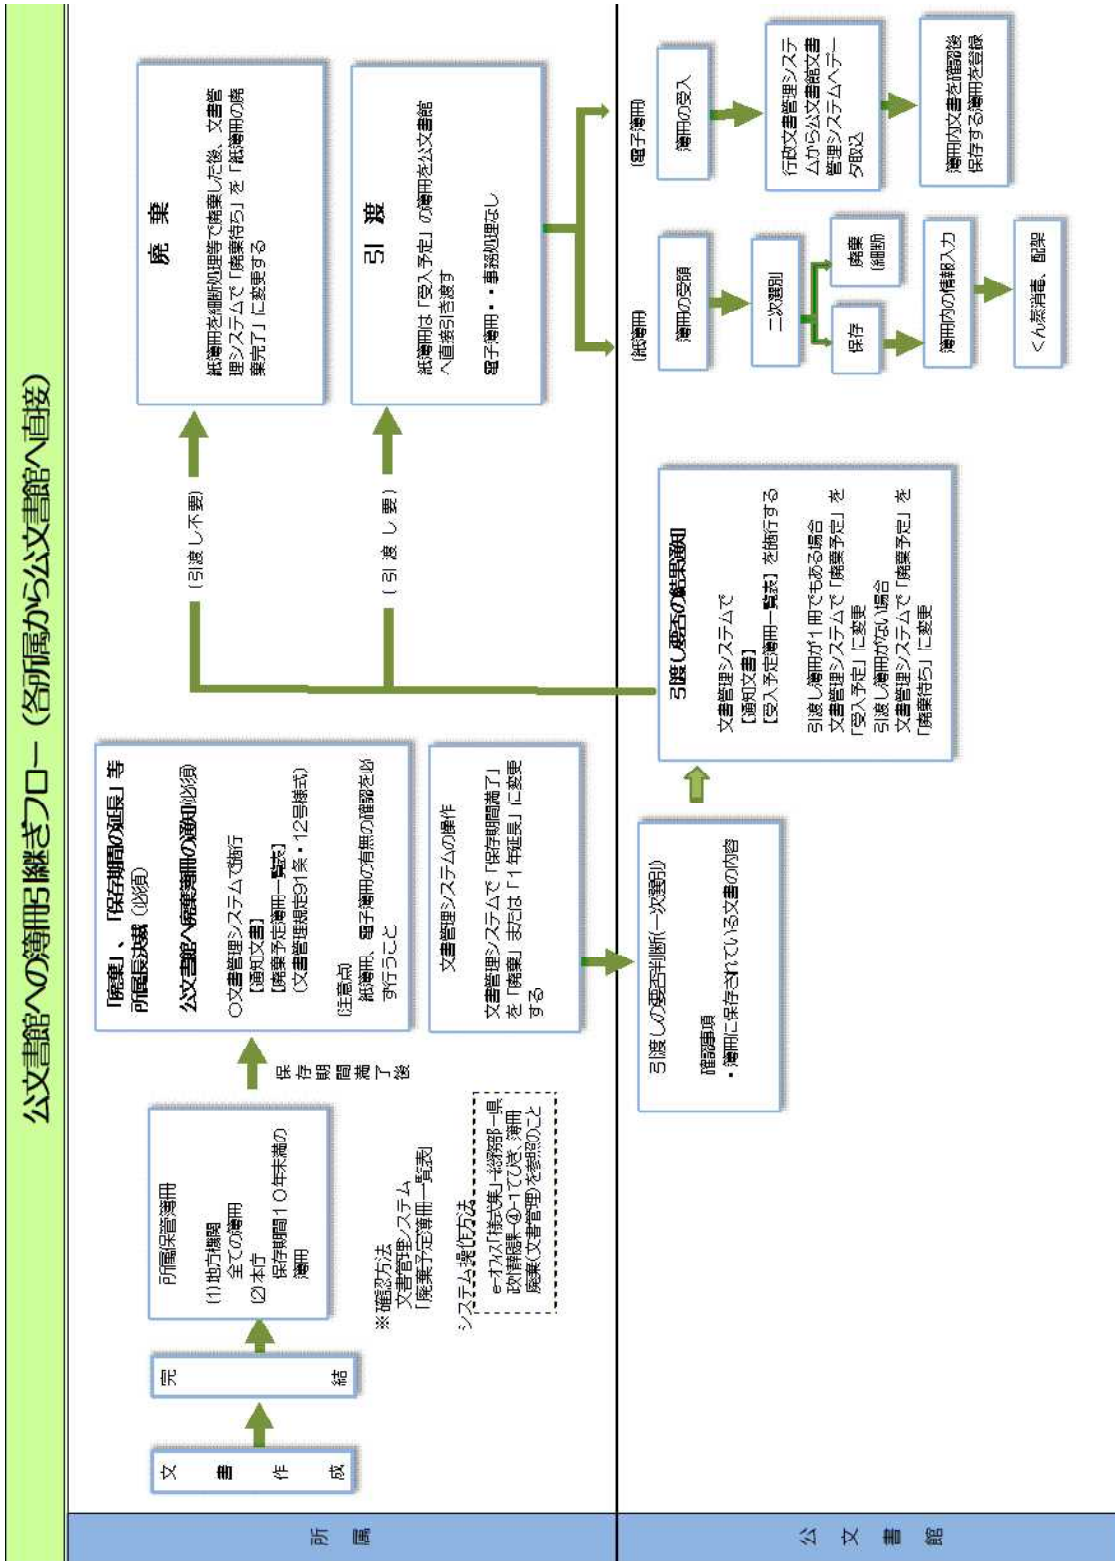 公文書館への簿冊引継ぎフロー（各所属から公文書館へ直接）
所属
文書作成
完結
所属保管簿冊
(1)地方機関
全ての簿冊
(2)本庁
保存期間１０年未満の
簿冊
※確認方法
文書管理システム
「廃棄予定簿冊一覧表」
システム操作方法
e-オフィス「様式集」-総務部-県
政情報課-④-1てびき、簿冊
廃棄(文書管理)を参照のこと
保存期間満了後
「廃棄」、「保存期間の延長」等
所属長決裁（必須）
公文書館へ廃棄簿冊の通知(必須)
〇文書管理システムで施行
【通知文書】
【廃棄予定簿冊一覧表】
（文書管理規定91条・12号様式）
(注意点)
紙簿冊、電子簿冊の有無の確認を必
ず行うこと
文書管理システムの操作
文書管理システムで「保存期間満了」
を「廃棄」または「１年延長」に変更
する
（引渡し不要）
（引渡し要）
廃棄
紙簿冊を細断処理等で廃棄した後、文書管
理システムで「廃棄待ち」を「紙簿冊の廃
棄完了」に変更する
引渡
紙簿冊は「受入予定」の簿冊を公文書館
へ直接引き渡す
電子簿冊・・事務処理なし
公文書館
引渡しの要否判断(一次選別)
確認事項
・簿冊に保存されている文書の内容
引渡し要否の結果通知
文書管理システムで
【通知文書】
【受入予定簿冊一覧表】を施行する
引渡し簿冊が１冊でもある場合
文書管理システムで「廃棄予定」を
「受入予定」に変更
引渡し簿冊がない場合
文書管理システムで「廃棄予定」を
「廃棄待ち」に変更
(紙簿冊)
簿冊の受領
二次選別
保存
廃棄
(細断)
簿冊内の情報入力
くん蒸消毒、配架
(電子簿冊)
簿冊の受入
行政文書管理システ
ムから公文書館文書
管理システムへデー
タ取込
簿冊内文書を確認後
保存する簿冊を登録